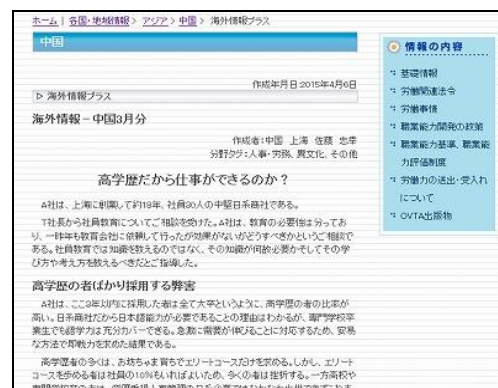 ホーム | 各国・地域情報 > アジア > 中国 > 海外情報プラス
中国
作成年月日:2015年4月6日
▷ 海外情報プラス
海外情報－中国3月分
作成者:中国 上海 佐藤 忠幸
分野タグ:人事・労務、異文化、その他
高学歴だから仕事ができるのか？
A社は、上海に創業して約18年、社員30人の中堅日系商社である。
T社長から社員教育についてご相談を受けた。A社は、教育の必要性は分ってお
り、一昨年も教育会社に依頼して行ったが効果がないがどうすべきかというご相談で
ある。社員教育では知識を教えるのではなく、その知識が何故必要かそしてその学
び方や考え方を教えるべきだとご指導した。
高学歴の者ばかり採用する弊害
A社は、ここ3年以内に採用した者は全て大卒というように、高学歴の者の比率が
高い。日系商社だから日本語能力が必要であることの理由はわかるが、専門学校卒
業生でも語学力は充分カバーできる。急激に需要が伸びることに対応するため、安易
な方法で即戦力を求めた結果である。
高学歴者の多くは、お坊ちゃま育ちでエリートコースだけを求める。しかし、エリート
コースを歩める者は社員の10%もいればよいため、多くの者は挫折する。一方高校や
情報の内容
基礎情報
労働関連法令
労働事情
職業能力開発の政策
職業能力基準、職業能
力評価制度
労働力の送出・受入れ
について
OVTA出版物